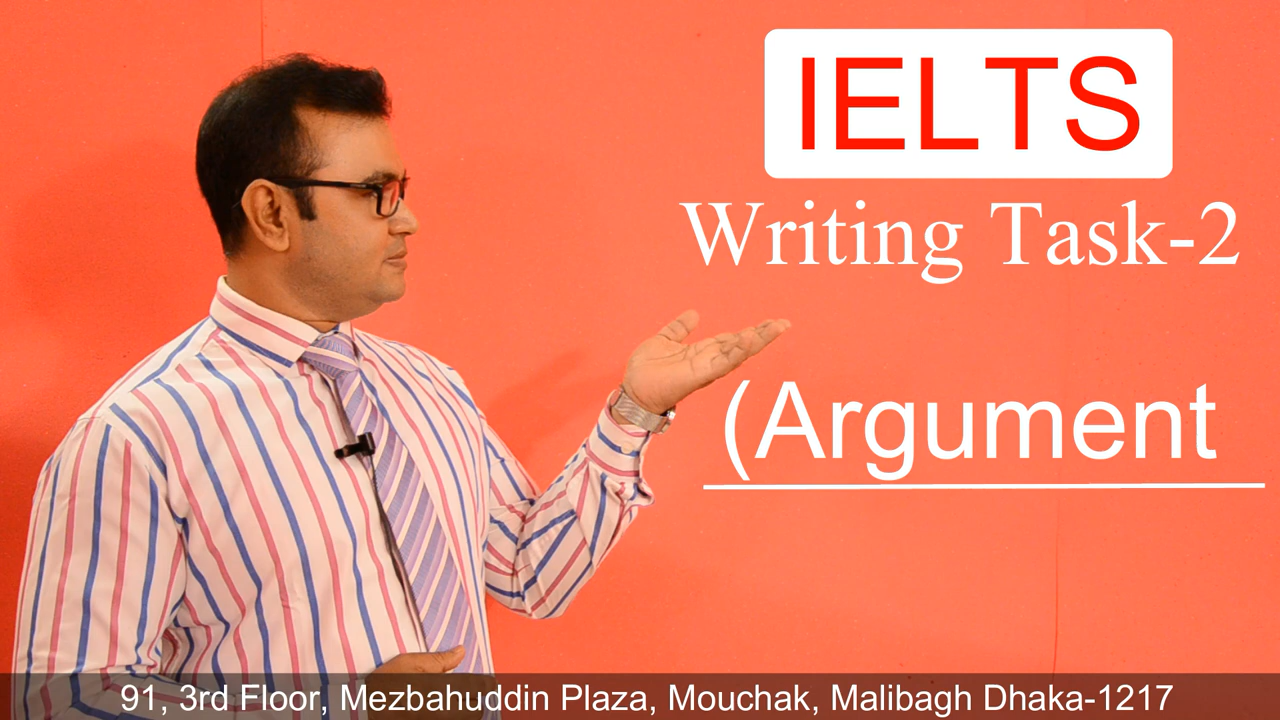 IELTS
Writing Task-2
(Argument
91, 3rd Floor, Mezbahuddin Plaza, Mouchak, Malibagh Dhaka-1217